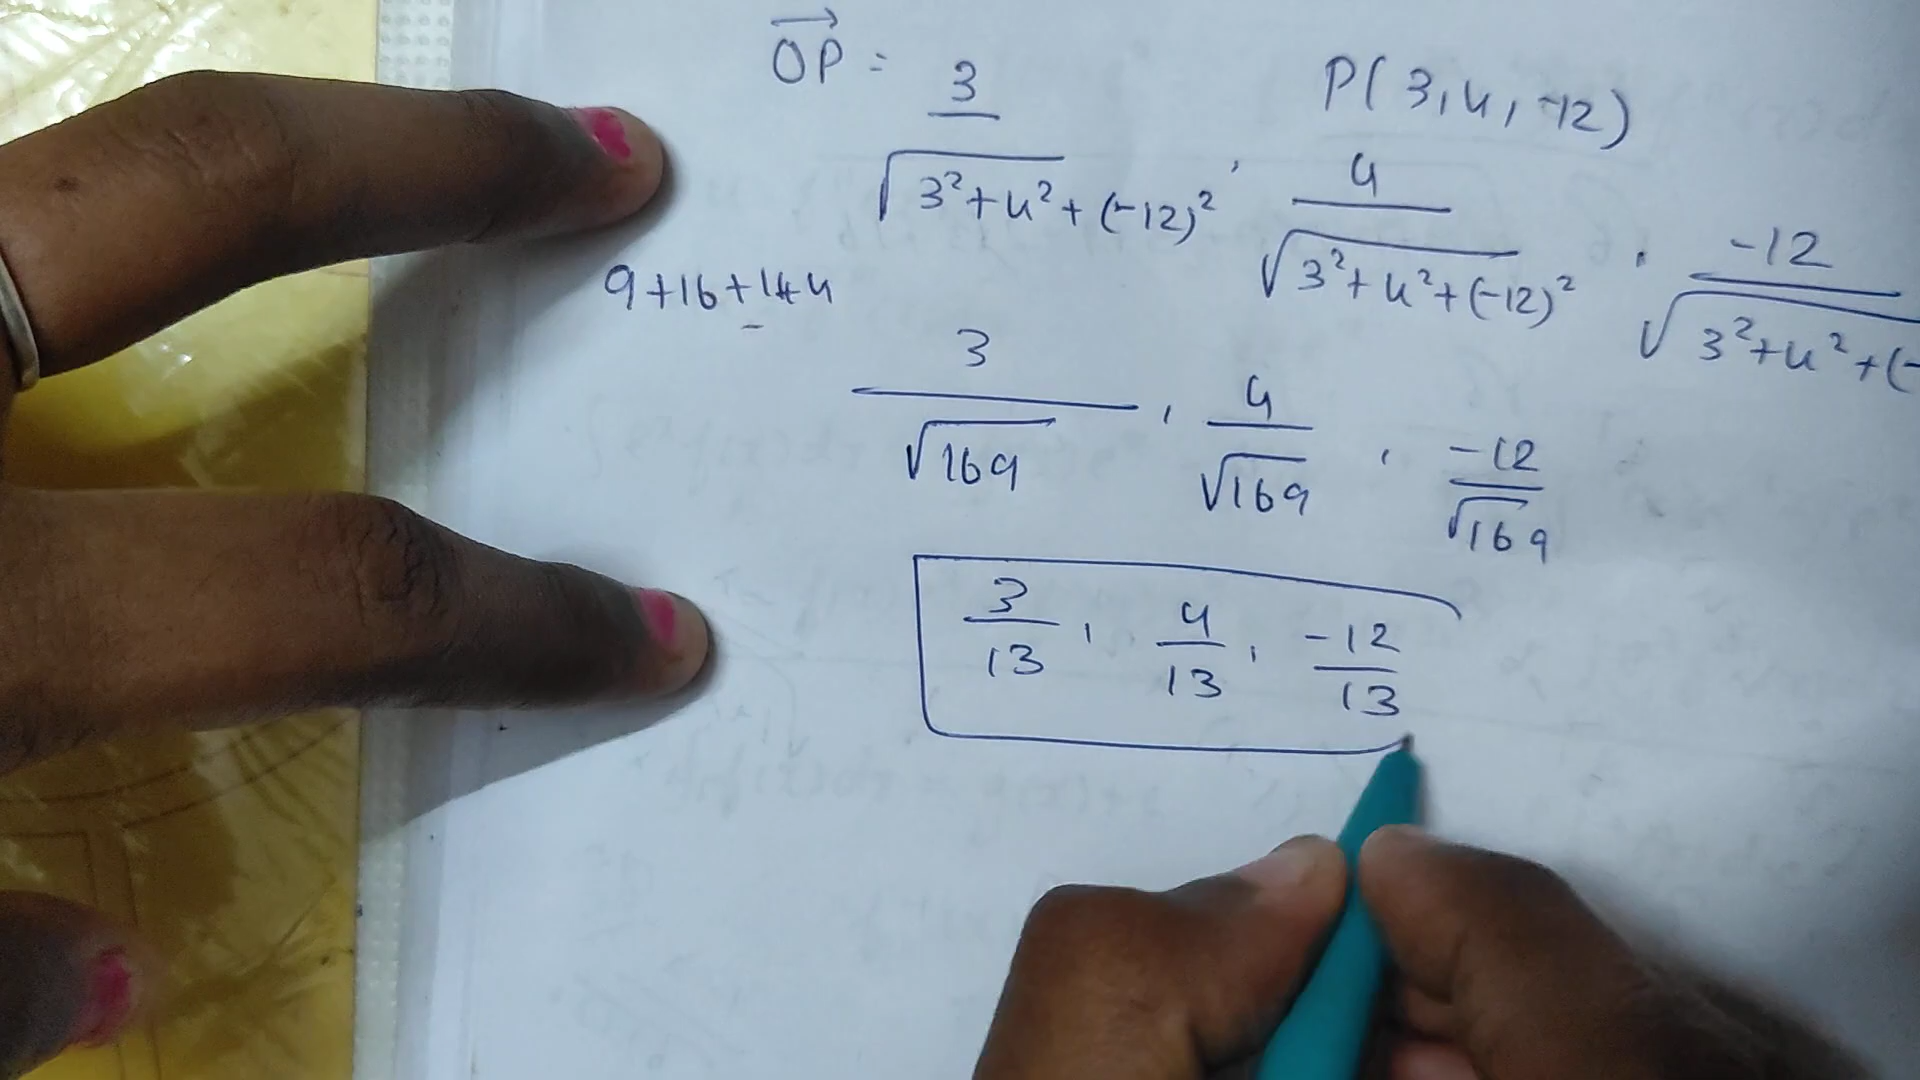 OP⃗ = 3/√(3²+4²+(-12)²) , 4/√(3²+4²+(-12)²) , -12/√(3²+4²+(-
P(3,4,-12)
9+16+144
3/√169 , 4/√169 , -12/√169
3/13 , 4/13 , -12/13